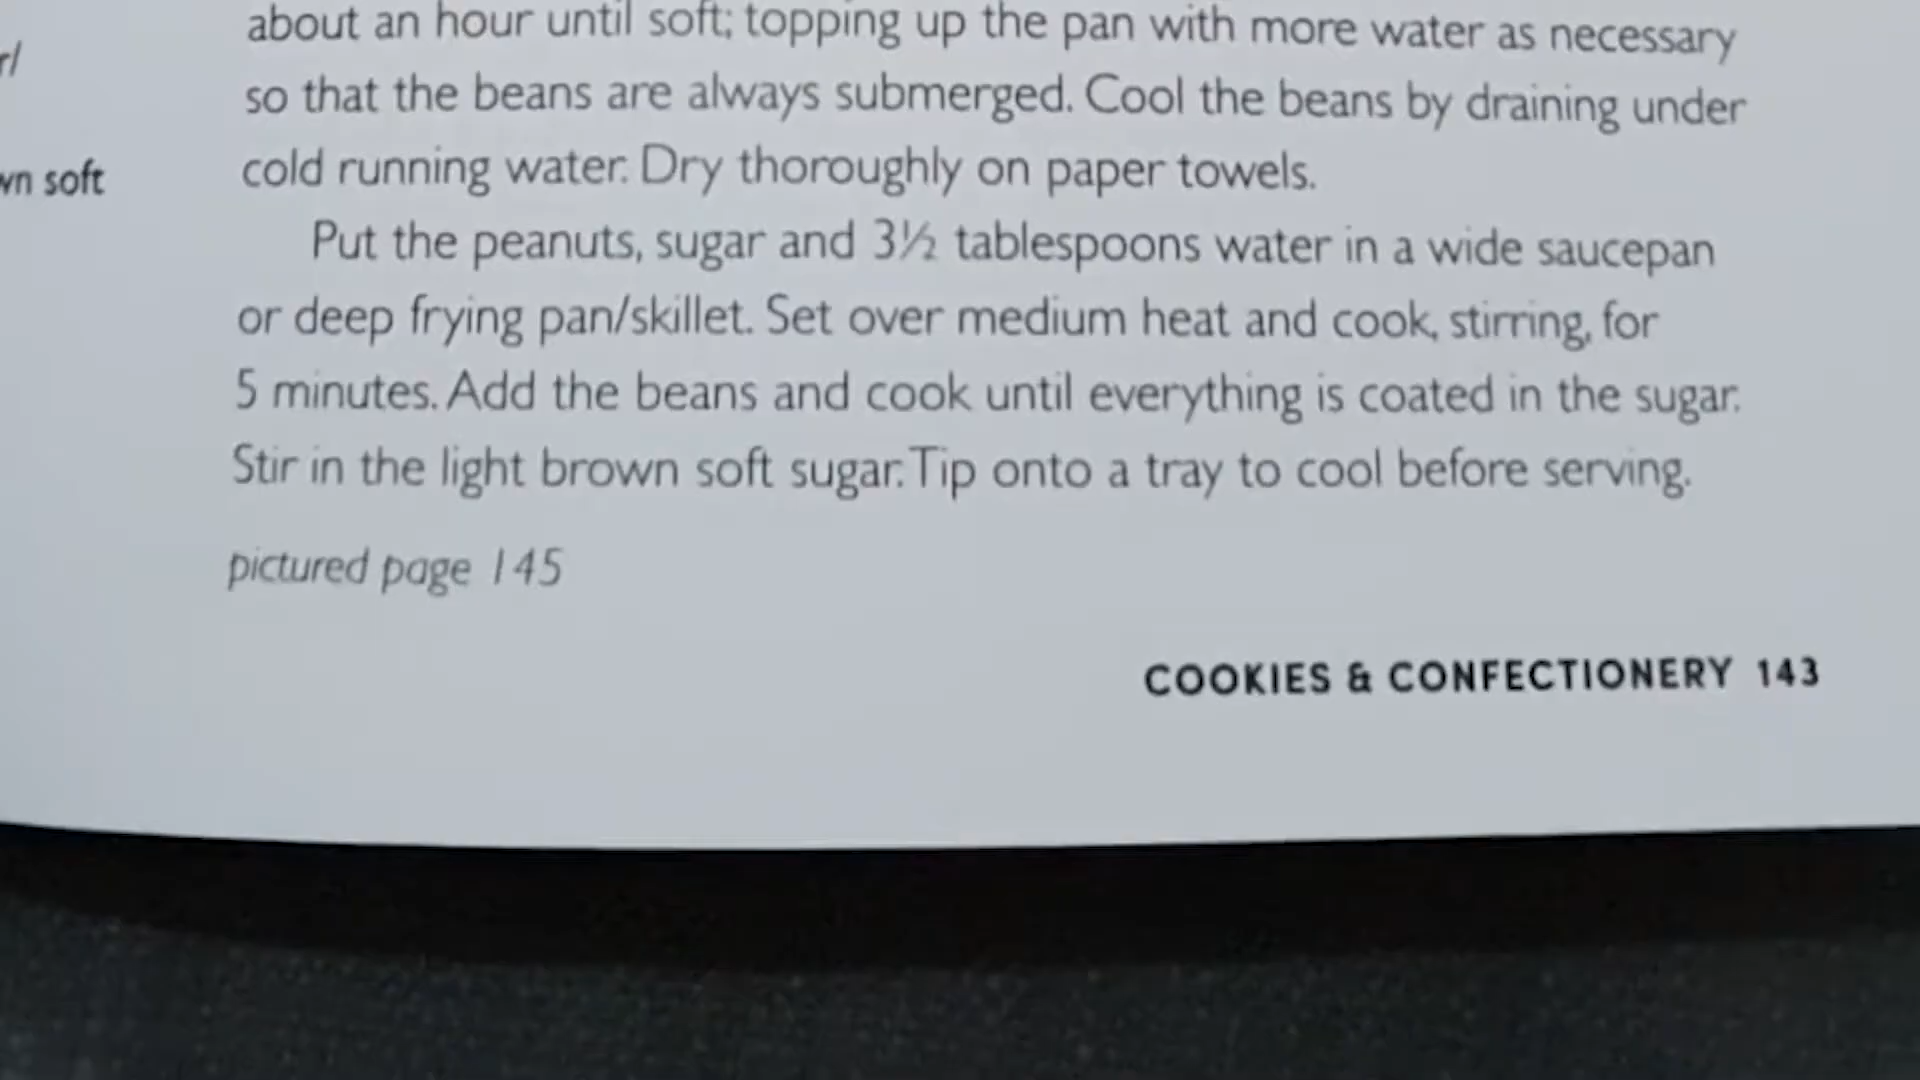 about an hour until soft; topping up the pan with more water as necessary
so that the beans are always submerged. Cool the beans by draining under
cold running water. Dry thoroughly on paper towels.
wn soft
Put the peanuts, sugar and 3½ tablespoons water in a wide saucepan
or deep frying pan/skillet. Set over medium heat and cook, stirring, for
5 minutes. Add the beans and cook until everything is coated in the sugar.
Stir in the light brown soft sugar. Tip onto a tray to cool before serving.
pictured page 145
COOKIES & CONFECTIONERY 143